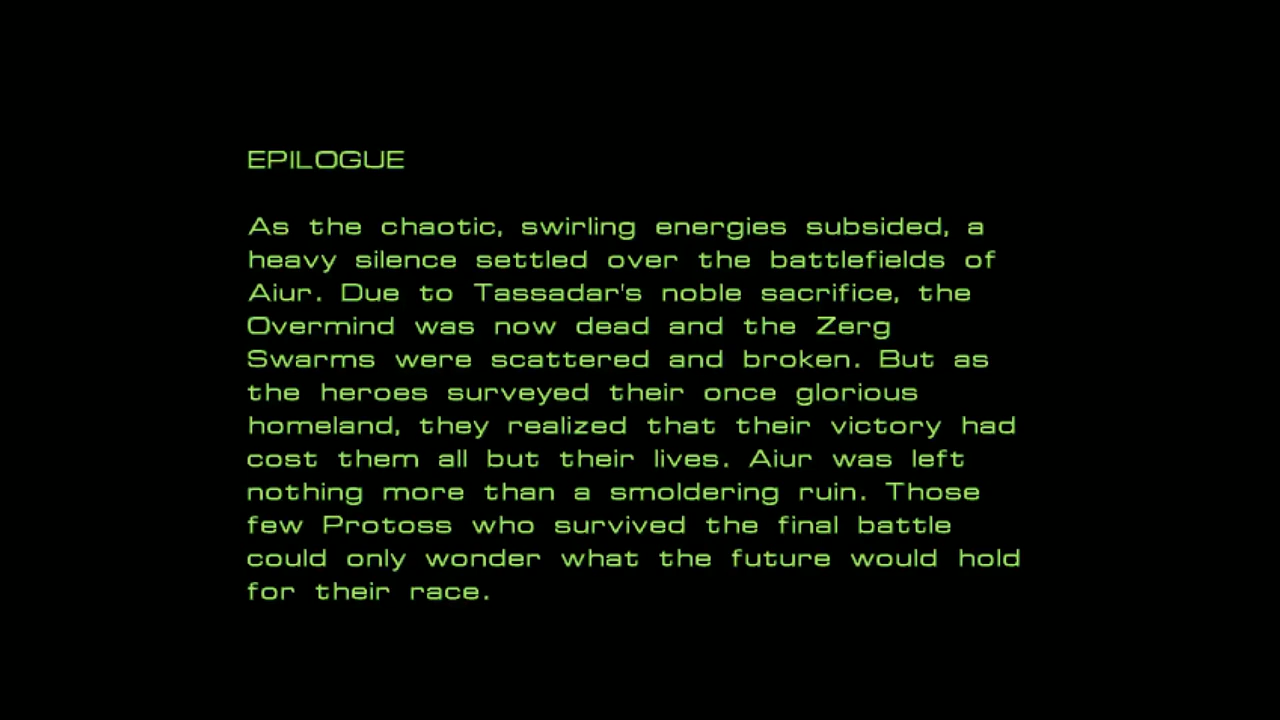 EPILOGUE
As the chaotic, swirling energies subsided, a
heavy silence settled over the battlefields of
Aiur. Due to Tassadar's noble sacrifice, the
Overmind was now dead and the Zerg
Swarms were scattered and broken. But as
the heroes surveyed their once glorious
homeland, they realized that their victory had
cost them all but their lives. Aiur was left
nothing more than a smoldering ruin. Those
few Protoss who survived the final battle
could only wonder what the future would hold
for their race.